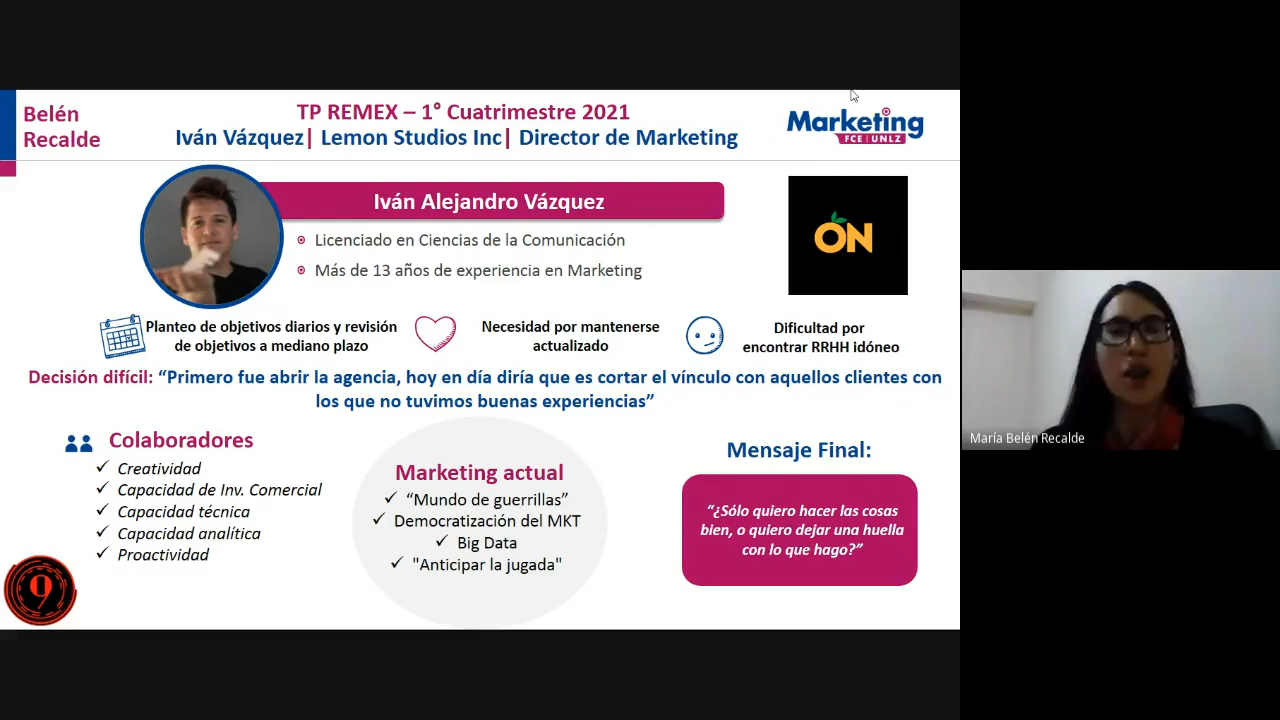 Belén
Recalde
TP REMEX – 1° Cuatrimestre 2021
Iván Vázquez| Lemon Studios Inc| Director de Marketing
Marketing
FCE | UNLZ
Iván Alejandro Vázquez
Licenciado en Ciencias de la Comunicación
Más de 13 años de experiencia en Marketing
ON
Planteo de objetivos diarios y revisión
de objetivos a mediano plazo
Necesidad por mantenerse
actualizado
Dificultad por
encontrar RRHH idóneo
Decisión difícil: “Primero fue abrir la agencia, hoy en día diría que es cortar el vínculo con aquellos clientes con
los que no tuvimos buenas experiencias”
Colaboradores
✓ Creatividad
✓ Capacidad de Inv. Comercial
✓ Capacidad técnica
✓ Capacidad analítica
✓ Proactividad
Marketing actual
✓ “Mundo de guerrillas”
✓ Democratización del MKT
✓ Big Data
✓ "Anticipar la jugada"
Mensaje Final:
“¿Sólo quiero hacer las cosas
bien, o quiero dejar una huella
con lo que hago?”
9
María Belén Recalde